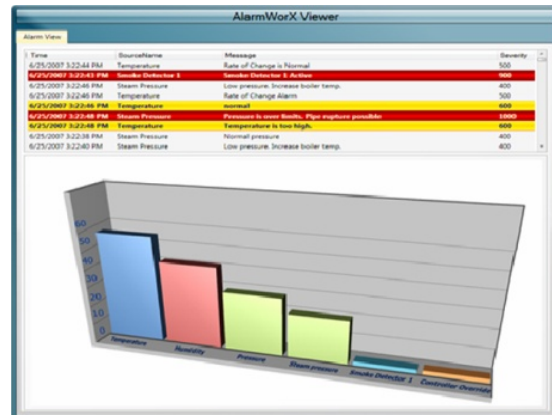 AlarmWorX Viewer
Alarm View
Time SourceName Message Severity
6/25/2007 3:22:44 PM Temperature Rate of Change is Normal 500
6/25/2007 3:22:43 PM Smoke Detector 1 Smoke Detector 1: Active 900
6/25/2007 3:22:46 PM Steam Pressure Low pressure. Increase boiler temp. 400
6/25/2007 3:22:46 PM Temperature Rate of Change Alarm 500
6/25/2007 3:22:46 PM Temperature normal 600
6/25/2007 3:22:48 PM Steam Pressure Pressure is over limits. Pipe rupture possible 1000
6/25/2007 3:22:48 PM Temperature Temperature is too high. 600
6/25/2007 3:22:38 PM Steam Pressure Normal pressure 400
6/25/2007 3:22:40 PM Steam Pressure Low pressure. Increase boiler temp. 400
60
50
40
30
20
10
0
Temperature Humidity Pressure Steam pressure Smoke Detector 1 Controller Override